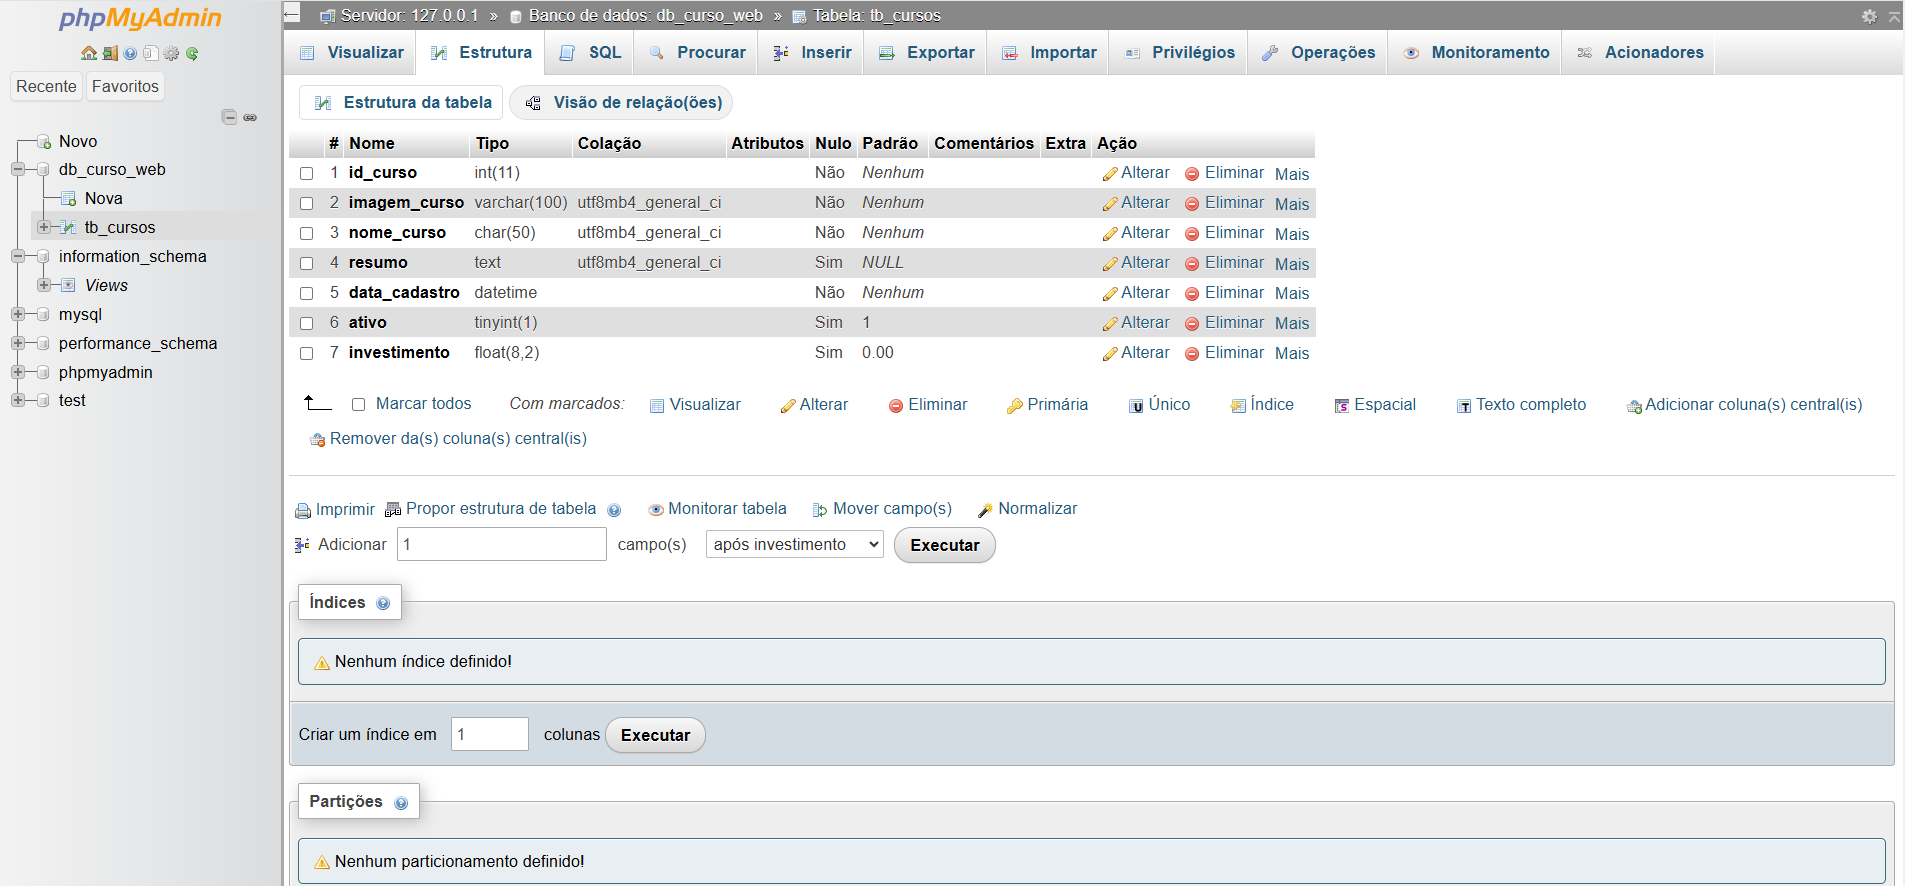 phpMyAdmin
Recente Favoritos
Novo
db_curso_web
Nova
tb_cursos
information_schema
Views
mysql
performance_schema
phpmyadmin
test
Servidor: 127.0.0.1 » Banco de dados: db_curso_web » Tabela: tb_cursos
Visualizar Estrutura SQL Procurar Inserir Exportar Importar Privilégios Operações Monitoramento Acionadores
Estrutura da tabela Visão de relação(ões)
# Nome Tipo Colação Atributos Nulo Padrão Comentários Extra Ação
1 id_curso int(11) Não Nenhum Alterar Eliminar Mais
2 imagem_curso varchar(100) utf8mb4_general_ci Não Nenhum Alterar Eliminar Mais
3 nome_curso char(50) utf8mb4_general_ci Não Nenhum Alterar Eliminar Mais
4 resumo text utf8mb4_general_ci Sim NULL Alterar Eliminar Mais
5 data_cadastro datetime Não Nenhum Alterar Eliminar Mais
6 ativo tinyint(1) Sim 1 Alterar Eliminar Mais
7 investimento float(8,2) Sim 0.00 Alterar Eliminar Mais
Marcar todos Com marcados: Visualizar Alterar Eliminar Primária Único Índice Espacial Texto completo Adicionar coluna(s) central(is)
Remover da(s) coluna(s) central(is)
Imprimir Propor estrutura de tabela Monitorar tabela Mover campo(s) Normalizar
Adicionar 1 campo(s) após investimento Executar
Índices
Nenhum índice definido!
Criar um índice em 1 colunas Executar
Partições
Nenhum particionamento definido!